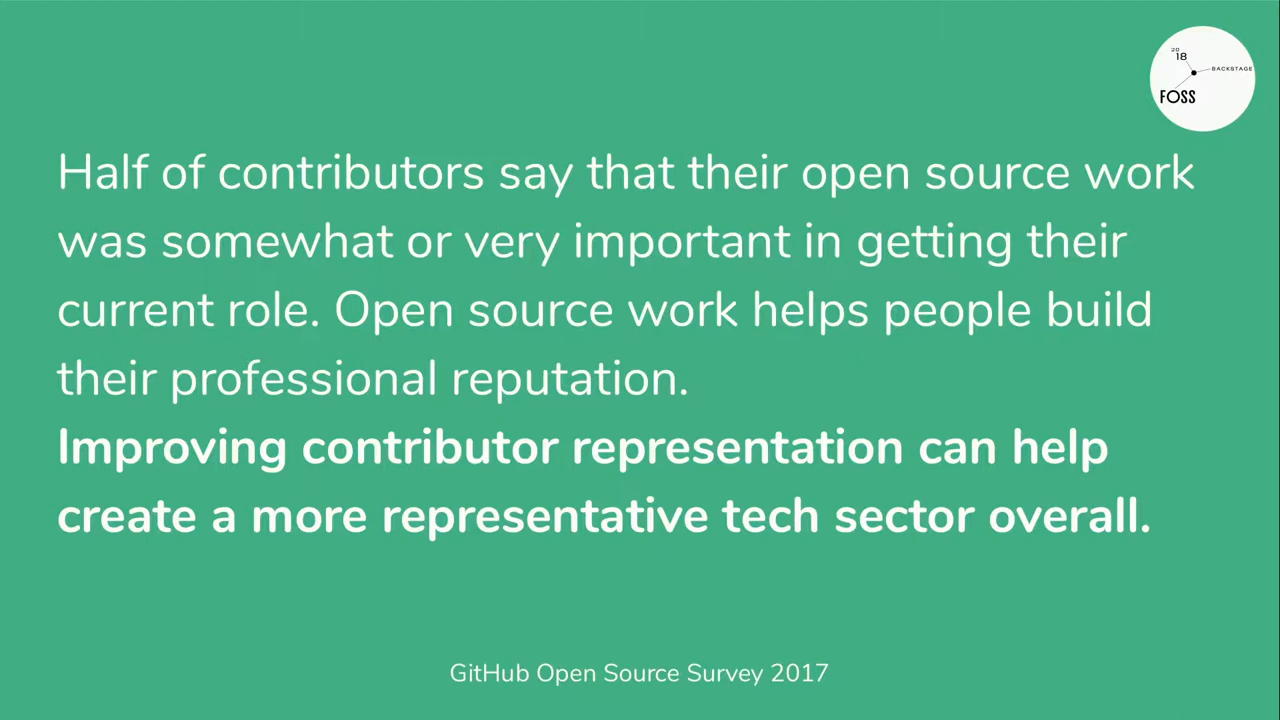 20
18
BACKSTAGE
FOSS
Half of contributors say that their open source work
was somewhat or very important in getting their
current role. Open source work helps people build
their professional reputation.
Improving contributor representation can help
create a more representative tech sector overall.
GitHub Open Source Survey 2017